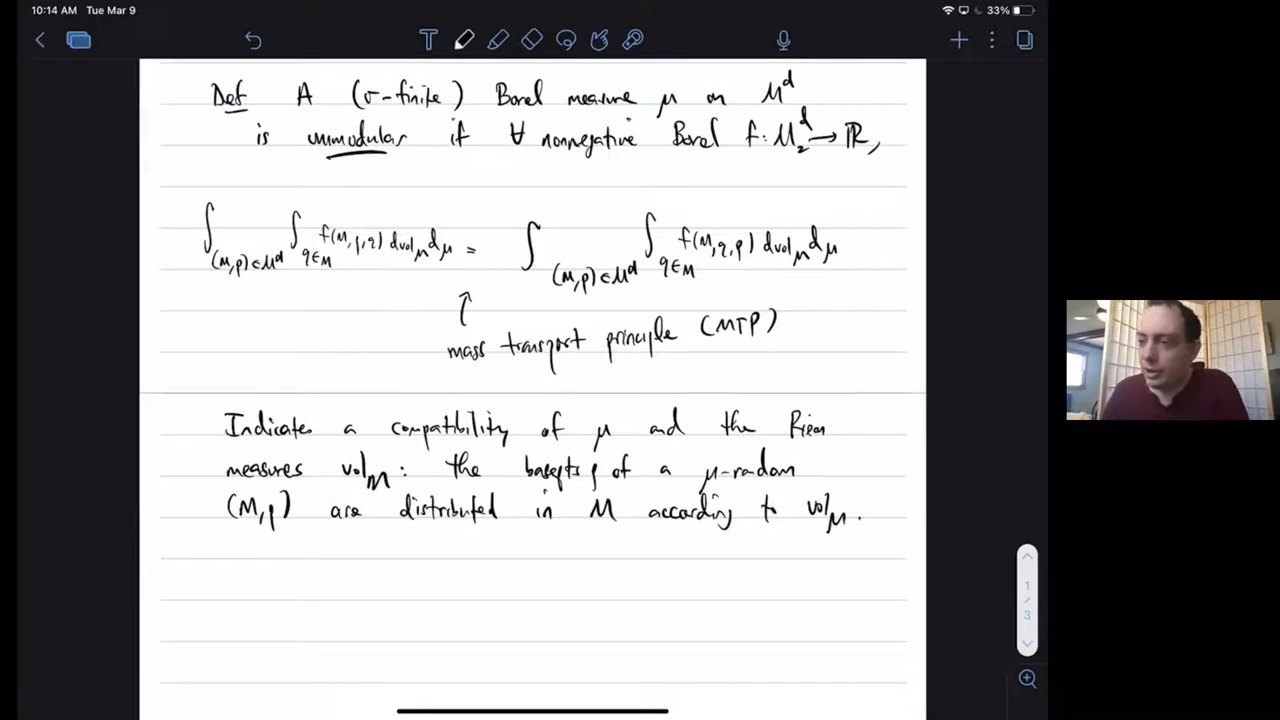 10:14 AM Tue Mar 9
33%
Def A (σ-finite) Borel measure μ on M^d
is unimodular if ∀ nonnegative Borel f: M_2^d → ℝ,
∫_{(M,p)∈M^d} ∫_{q∈M} f(M,p,q) dvol_M dμ = ∫_{(M,p)∈M^d} ∫_{q∈M} f(M,q,p) dvol_M dμ
↑
mass transport principle (MTP)
Indicates a compatibility of μ and the Riem
measures vol_M : the basepts p of a μ-random
(M,p) are distributed in M according to vol_M .
1
/
3